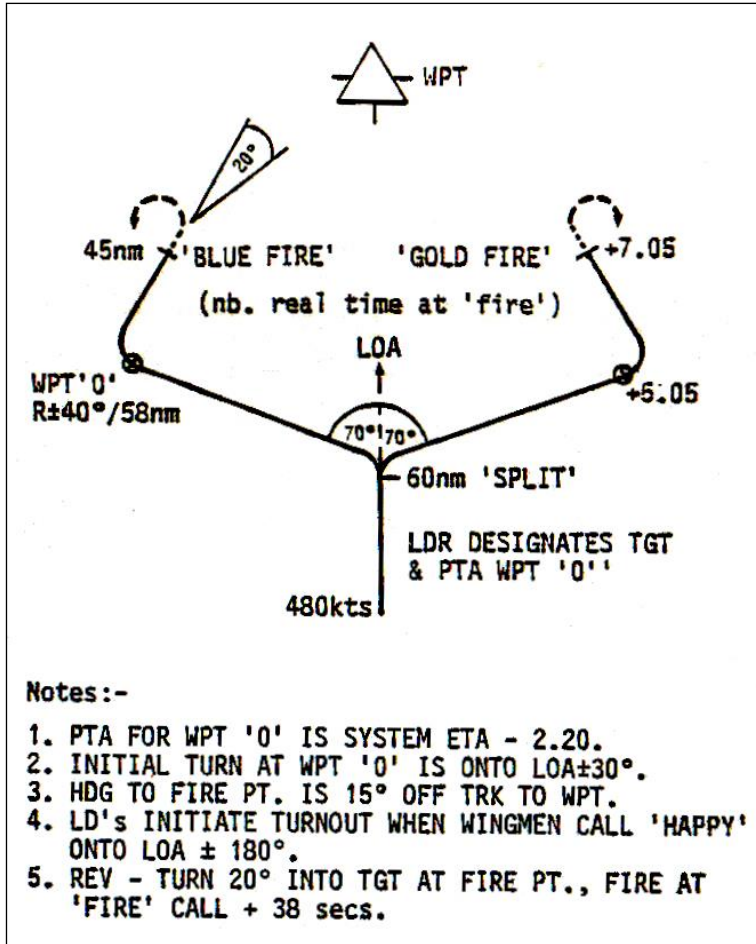 WPT
20°
45nm 'BLUE FIRE' 'GOLD FIRE' +7.05
(nb. real time at 'fire')
LOA
WPT'O'
R±40°/58nm
+5.05
70° 70°
60nm 'SPLIT'
LDR DESIGNATES TGT
& PTA WPT 'O''
480kts
Notes:-
1. PTA FOR WPT 'O' IS SYSTEM ETA - 2.20.
2. INITIAL TURN AT WPT 'O' IS ONTO LOA±30°.
3. HDG TO FIRE PT. IS 15° OFF TRK TO WPT.
4. LD's INITIATE TURNOUT WHEN WINGMEN CALL 'HAPPY'
ONTO LOA ± 180°.
5. REV - TURN 20° INTO TGT AT FIRE PT., FIRE AT
'FIRE' CALL + 38 secs.